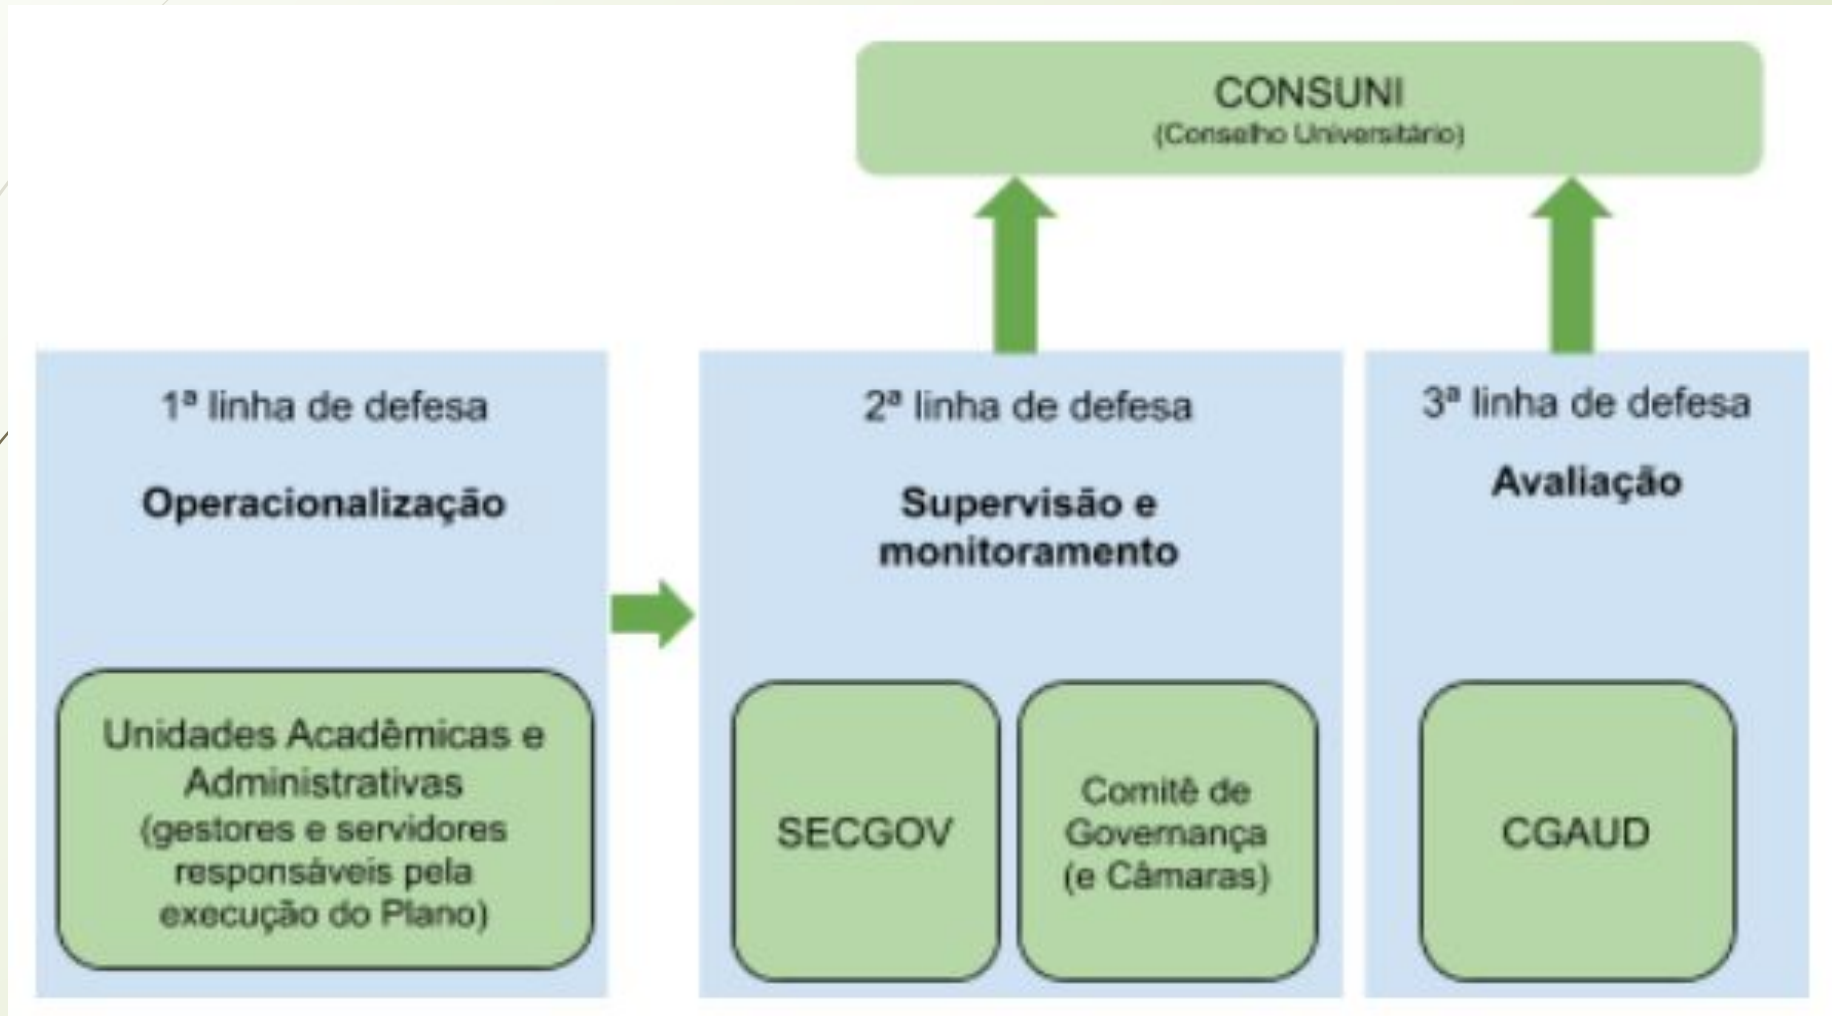 CONSUNI
(Conselho Universitário)
1ª linha de defesa
Operacionalização
Unidades Acadêmicas e
Administrativas
(gestores e servidores
responsáveis pela
execução do Plano)
2ª linha de defesa
Supervisão e
monitoramento
SECGOV
Comitê de
Governança
(e Câmaras)
3ª linha de defesa
Avaliação
CGAUD